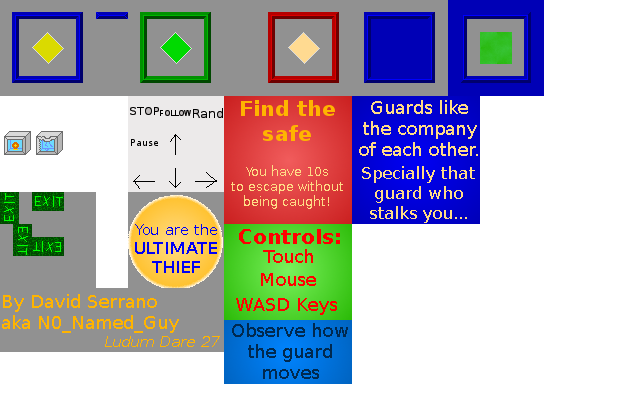 STOP FOLLOW Rand
Pause
Find the
safe
You have 10s
to escape without
being caught!
Guards like
the company
of each other.
Specially that
guard who
stalks you...
EXIT
EXIT
EXIT
EXIT
You are the
ULTIMATE
THIEF
Controls:
Touch
Mouse
WASD Keys
By David Serrano
aka N0_Named_Guy
Ludum Dare 27
Observe how
the guard
moves